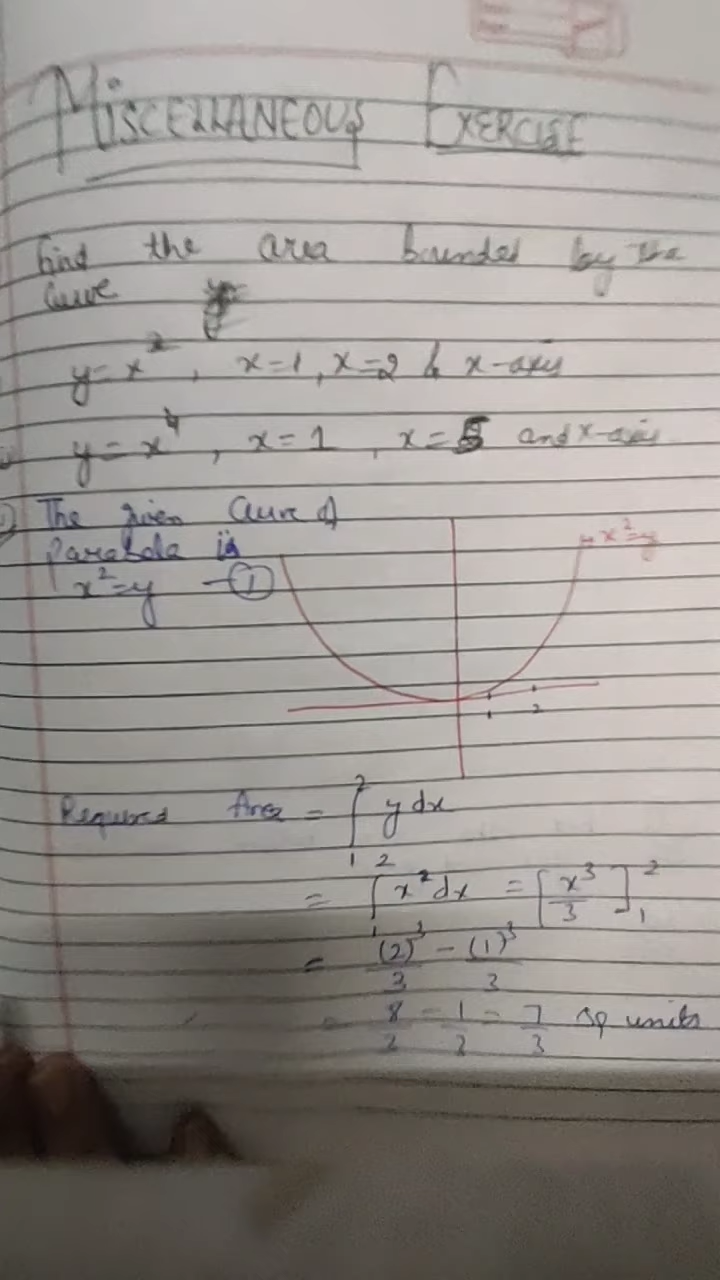 MISCELLANEOUS EXERCISE
find the area bounded by the
Curve
y=x², x=1, x=2 & x-axis
y=x⁴, x=1, x=5 and x-axis
The given Curve of
parabola is
x²=y —①
x²=y
1 2
Required Area = ∫₁² y dx
= ∫₁² x² dx = [x³/3]₁²
= (2)³/3 - (1)³/3
= 8/3 - 1/3 = 7/3 sq units